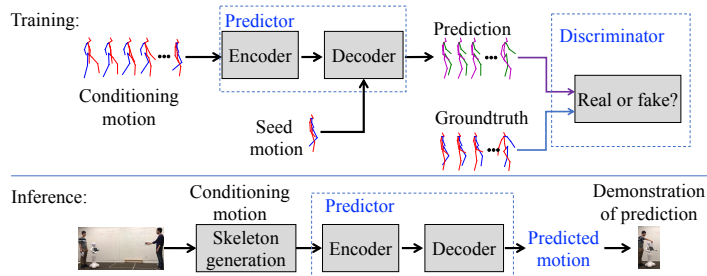 Training:
Predictor
Encoder
Decoder
Prediction
Discriminator
Real or fake?
Conditioning
motion
Seed
motion
Groundtruth
Inference:
Conditioning
motion
Skeleton
generation
Predictor
Encoder
Decoder
Predicted
motion
Demonstration
of prediction